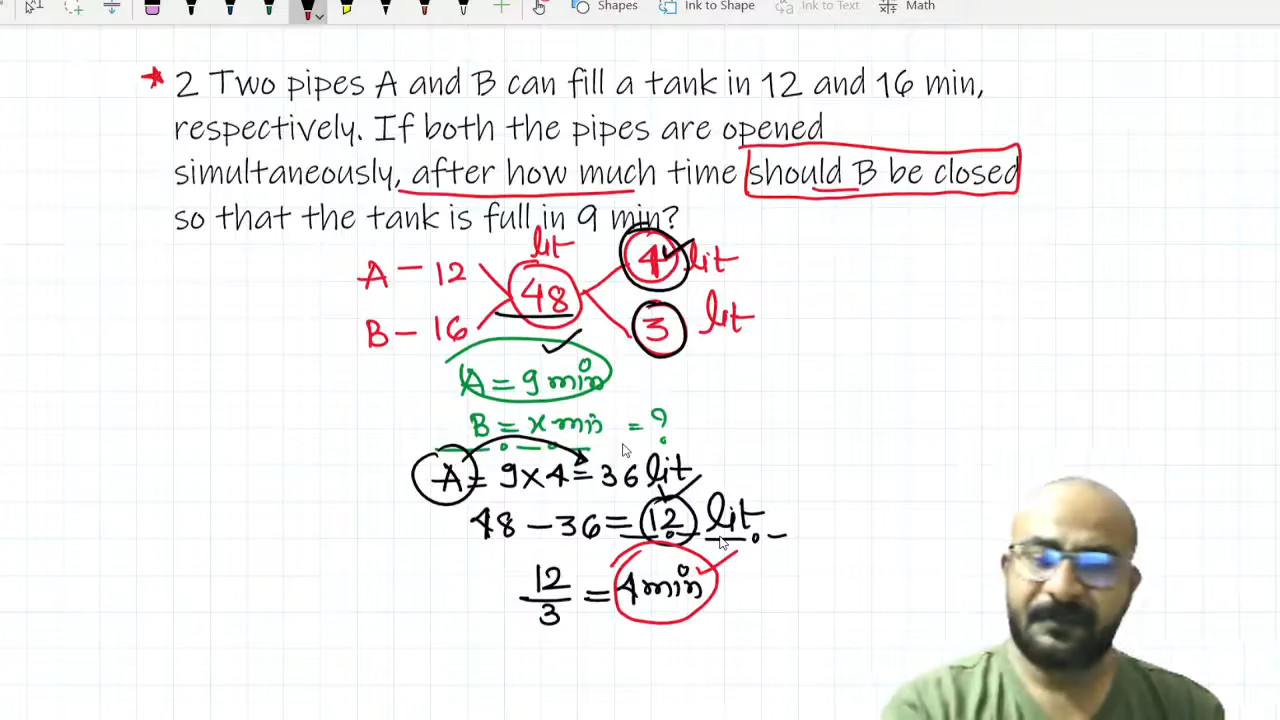 Shapes Ink to Shape Ink to Text Math
2 Two pipes A and B can fill a tank in 12 and 16 min,
respectively. If both the pipes are opened
simultaneously, after how much time should B be closed
so that the tank is full in 9 min?
lit
A - 12 48 4 lit
B - 16 3 lit
A = 9 min
B = x min = ?
A = 9 x 4 = 36 lit
48 - 36 = 12 lit
12/3 = 4 min